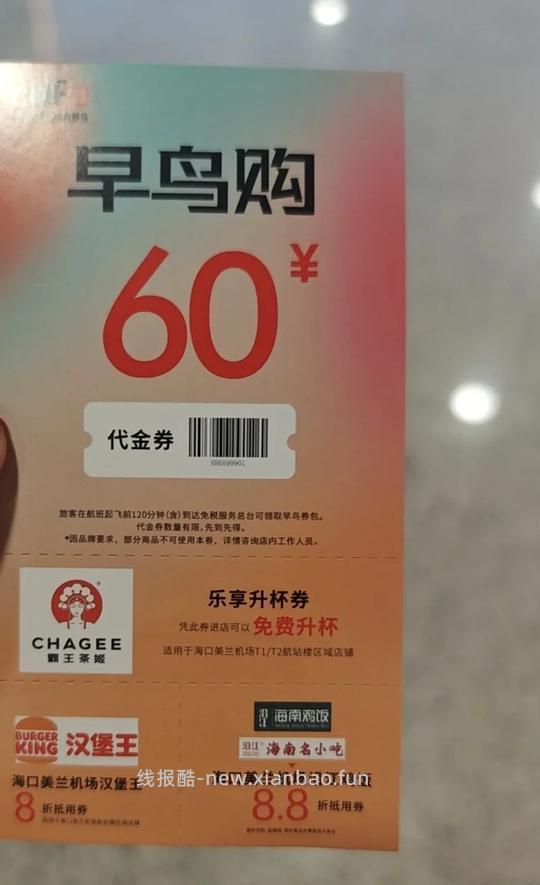 早鸟购
60¥
代金券
6B6699901
旅客在航班起飞前120分钟(含)到达免税服务总台可领取早鸟券包。
代金券数量有限,先到先得。
*因品牌要求，部分商品不可使用本券，详情咨询店内工作人员。
CHAGEE
霸王茶姬
乐享升杯券
凭此券进店可以 免费升杯
适用于海口美兰机场T1/T2航站楼区域店铺
BURGER KING 汉堡王
海口美兰机场汉堡王
8 折抵用券
海南鸡饭
海南名小吃
8.8 折抵用券
线报酷-new.xianbao.fun